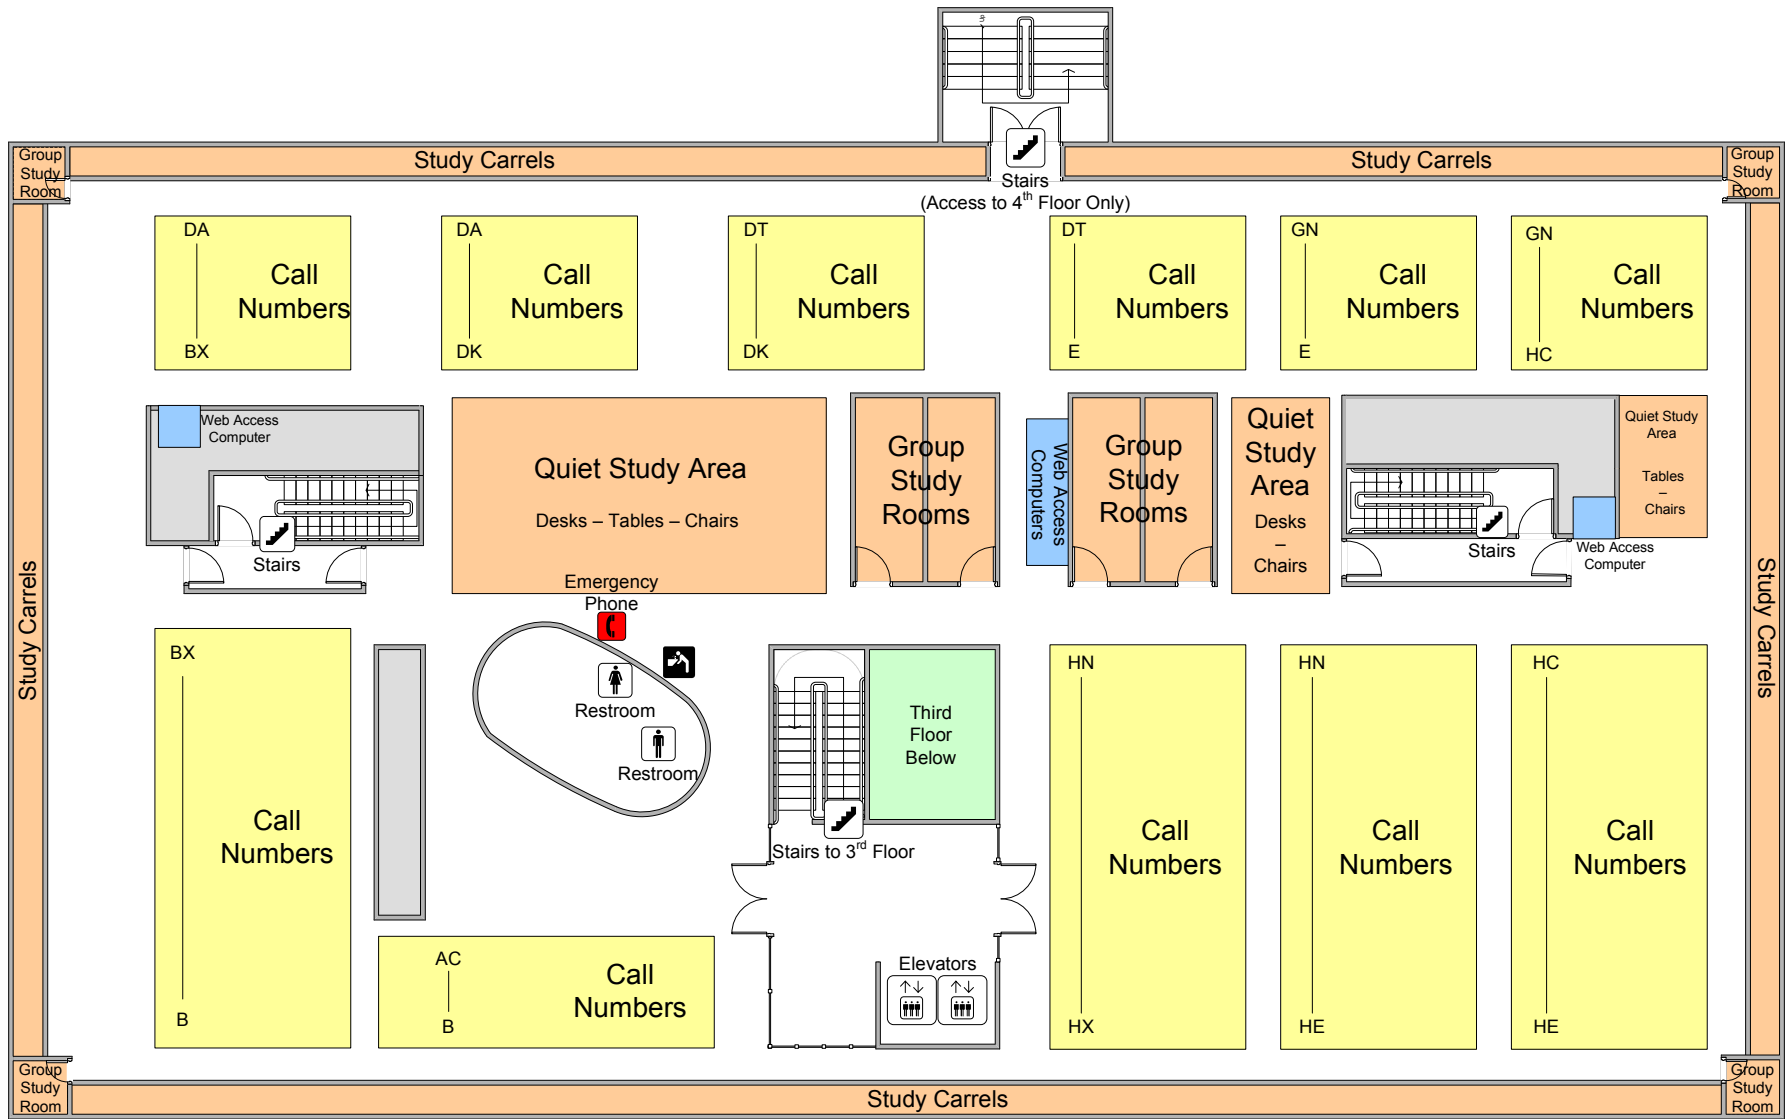 Group
Study
Room
Study Carrels
Stairs
(Access to 4th Floor Only)
Study Carrels
Group
Study
Room
DA
BX
Call
Numbers
DA
DK
Call
Numbers
DT
DK
Call
Numbers
DT
E
Call
Numbers
GN
E
Call
Numbers
GN
HC
Call
Numbers
Web Access
Computer
Stairs
Quiet Study Area
Desks – Tables – Chairs
Group
Study
Rooms
Web Access
Computers
Group
Study
Rooms
Quiet
Study
Area
Desks
–
Chairs
Stairs
Quiet Study
Area
Tables
–
Chairs
Web Access
Computer
Study Carrels
Study Carrels
Emergency
Phone
Restroom
Restroom
BX
B
Call
Numbers
AC
B
Call
Numbers
Third
Floor
Below
Stairs to 3rd Floor
Elevators
HN
HX
Call
Numbers
HN
HE
Call
Numbers
HC
HE
Call
Numbers
Group
Study
Room
Study Carrels
Group
Study
Room